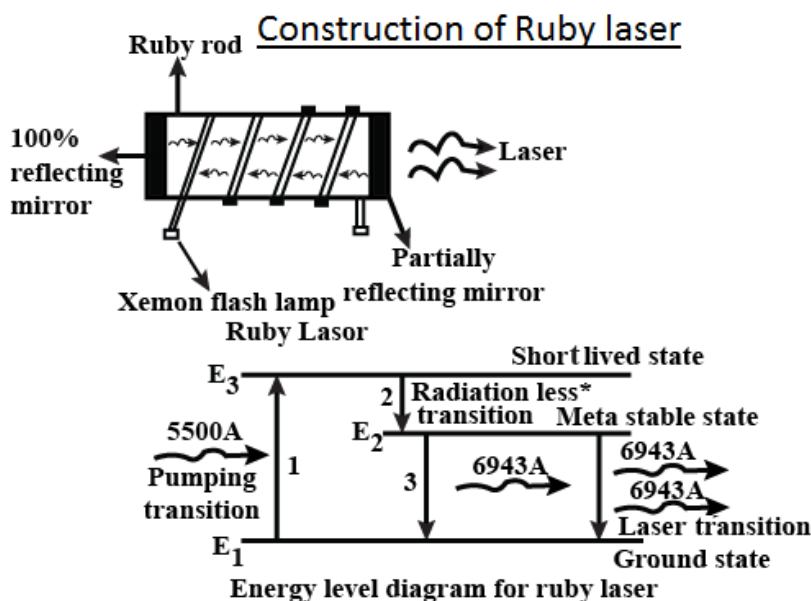 Construction of Ruby laser
Ruby rod
100%
reflecting
mirror
Laser
Partially
reflecting mirror
Xemon flash lamp
Ruby Lasor
Short lived state
E3
2
Radiation less*
transition
Meta stable state
E2
5500A
Pumping
transition
1
3
6943A
6943A
6943A
Laser transition
E1
Ground state
Energy level diagram for ruby laser